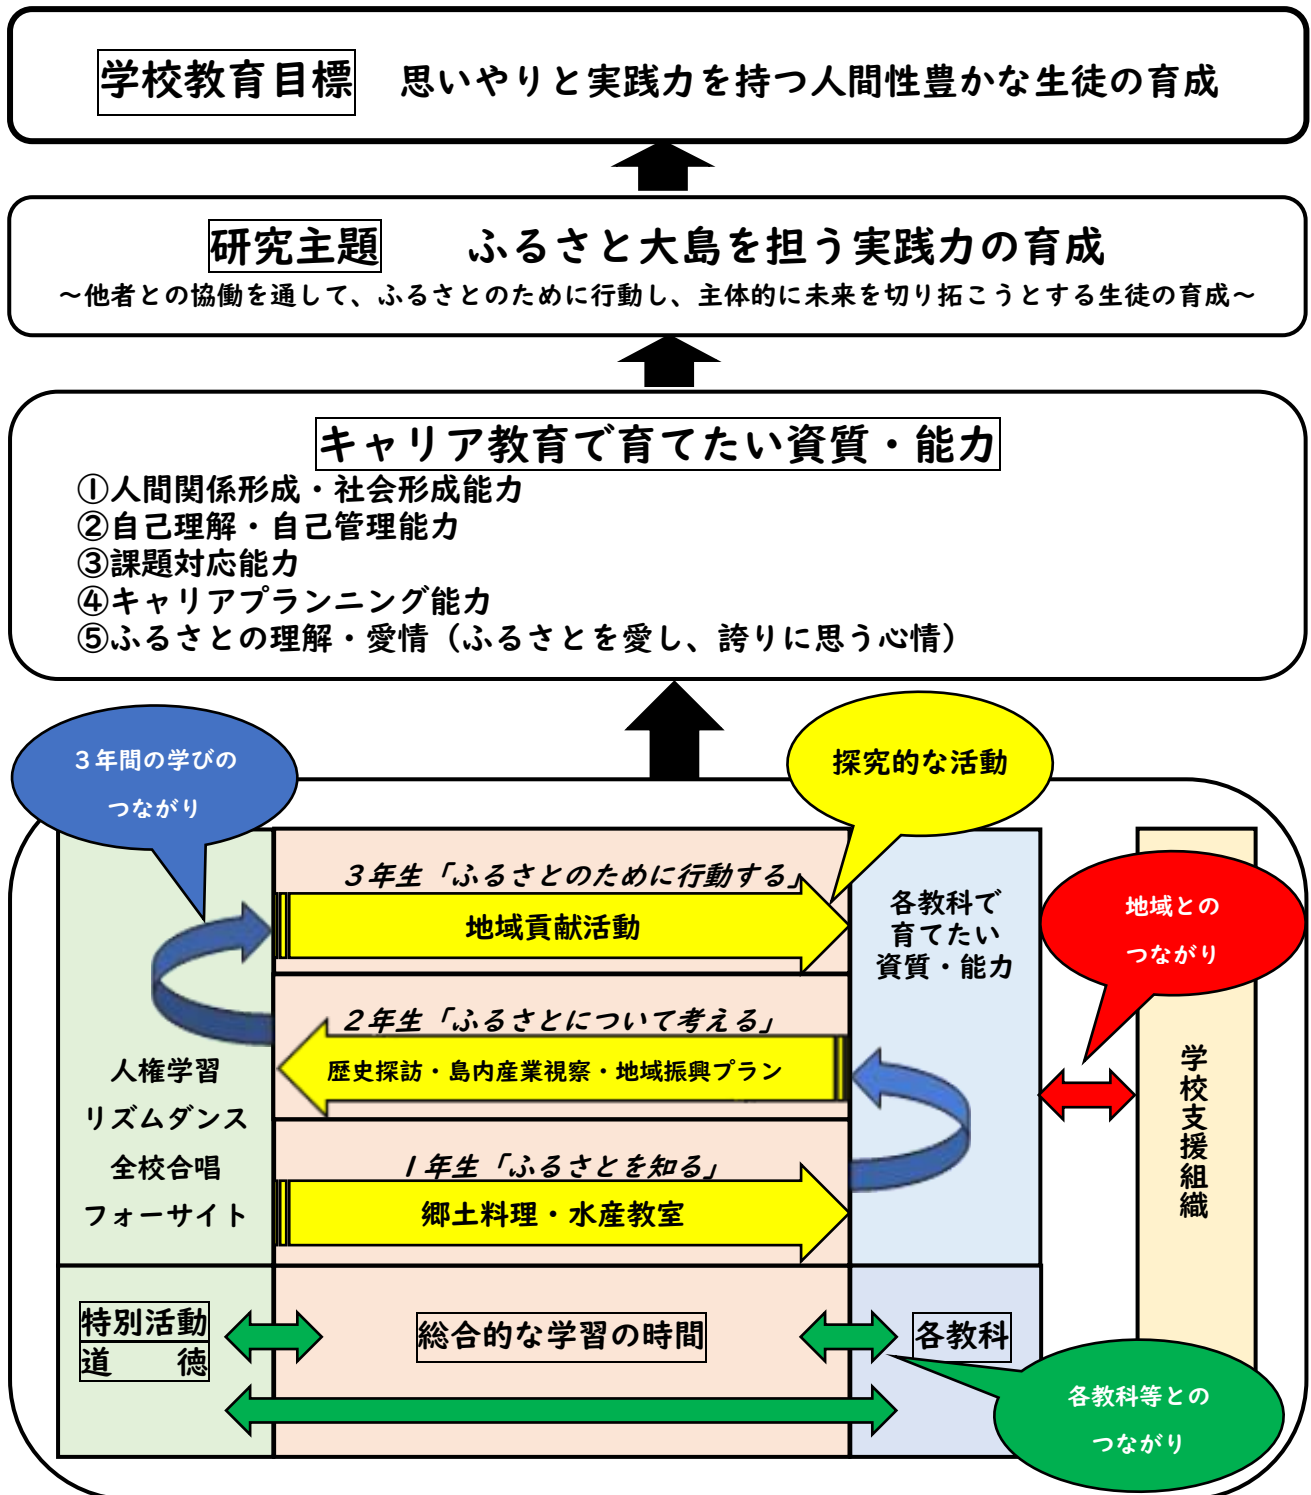 学校教育目標 思いやりと実践力を持つ人間性豊かな生徒の育成
研究主題 ふるさと大島を担う実践力の育成
～他者との協働を通して、ふるさとのために行動し、主体的に未来を切り拓こうとする生徒の育成～
キャリア教育で育てたい資質・能力
①人間関係形成・社会形成能力
②自己理解・自己管理能力
③課題対応能力
④キャリアプランニング能力
⑤ふるさとの理解・愛情（ふるさとを愛し、誇りに思う心情）
３年間の学びの
つながり
探究的な活動
３年生「ふるさとのために行動する」
地域貢献活動
各教科で
育てたい
資質・能力
地域との
つながり
２年生「ふるさとについて考える」
歴史探訪・島内産業視察・地域振興プラン
人権学習
リズムダンス
全校合唱
フォーサイト
１年生「ふるさとを知る」
郷土料理・水産教室
学校支援組織
特別活動
道　　徳
総合的な学習の時間
各教科
各教科等との
つながり